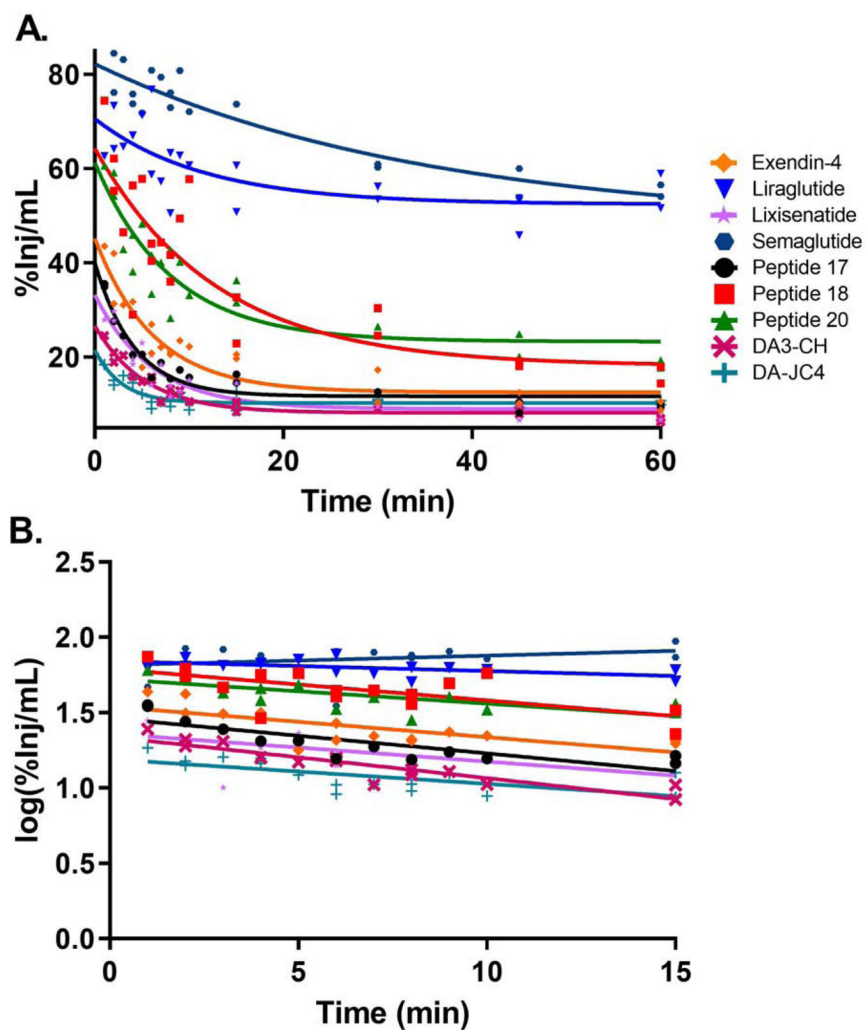 A.
%Inj/mL
80
60
40
20
0 20 40 60
Time (min)
Exendin-4
Liraglutide
Lixisenatide
Semaglutide
Peptide 17
Peptide 18
Peptide 20
DA3-CH
DA-JC4
B.
log(%Inj/mL)
2.5
2.0
1.5
1.0
0.5
0.0
0 5 10 15
Time (min)